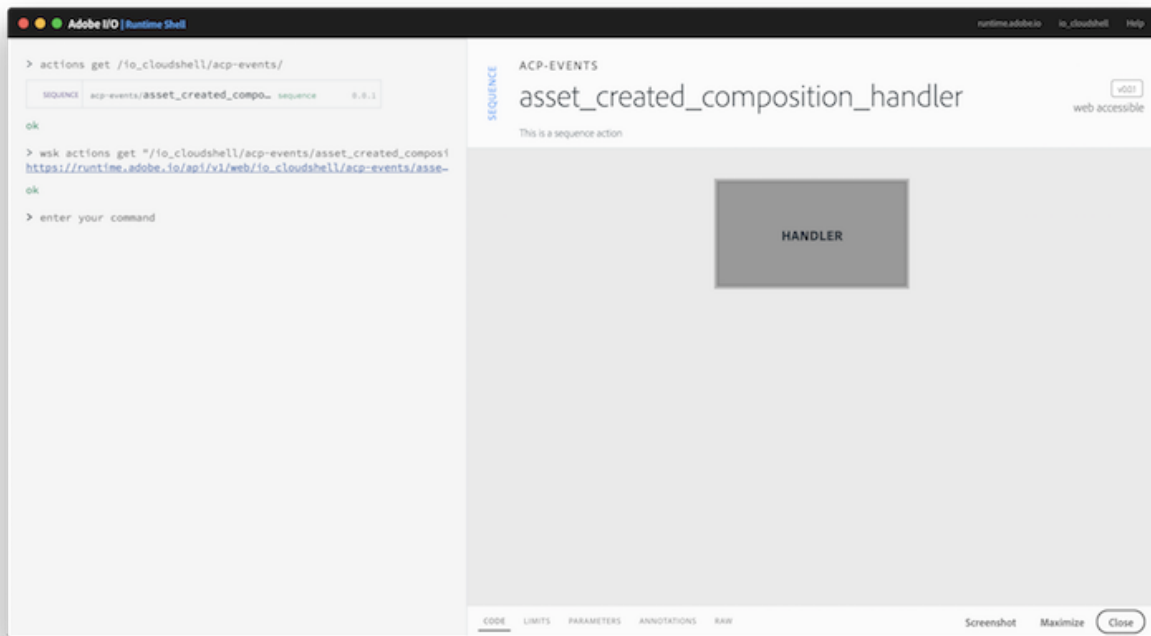 Adobe I/O | Runtime Shell
runtime.adobe.io io_cloudshell Help
> actions get /io_cloudshell/acp-events/
SEQUENCE acp-events/asset_created_compo… sequence 0.0.1
ok
> wsk actions get "/io_cloudshell/acp-events/asset_created_composi
https://runtime.adobe.io/api/v1/web/io_cloudshell/acp-events/asse…
ok
> enter your command
SEQUENCE
ACP-EVENTS
asset_created_composition_handler
v0.0.1
web accessible
This is a sequence action
HANDLER
CODE LIMITS PARAMETERS ANNOTATIONS RAW
Screenshot Maximize Close